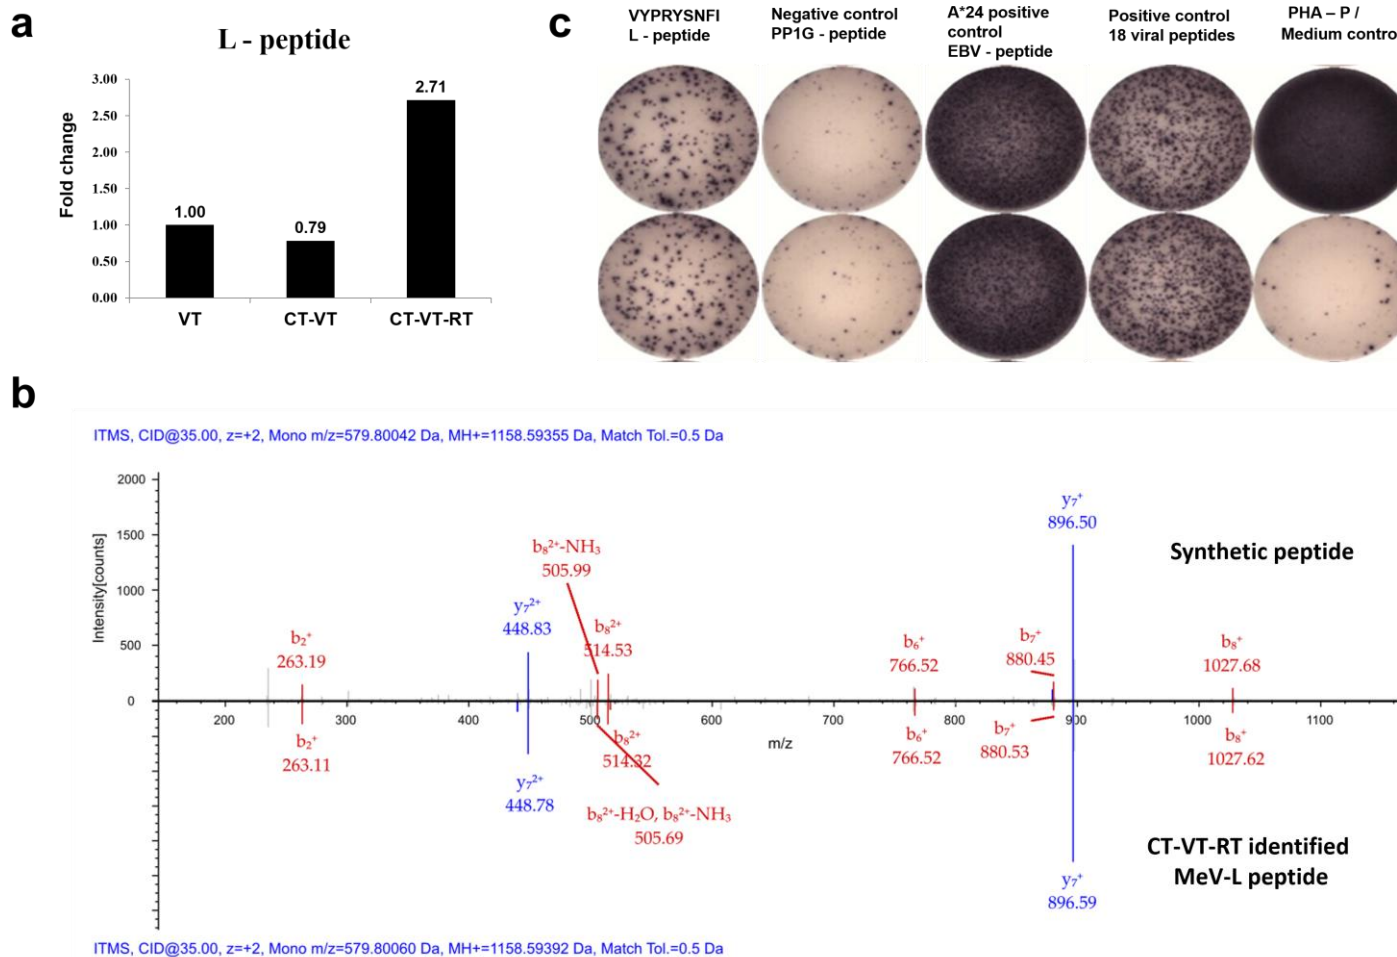 a
L - peptide
Fold change
3.00
2.50
2.00
1.50
1.00
0.50
0.00
1.00
0.79
2.71
VT
CT-VT
CT-VT-RT
c
VYPRYSNFI
L - peptide
Negative control
PP1G - peptide
A*24 positive
control
EBV - peptide
Positive control
18 viral peptides
PHA – P /
Medium control
b
ITMS, CID@35.00, z=+2, Mono m/z=579.80042 Da, MH+=1158.59355 Da, Match Tol.=0.5 Da
Intensity[counts]
2000
1500
1000
500
0
200
300
400
500
600
700
800
900
1000
1100
m/z
b₂⁺
263.19
y₇²⁺
448.83
b₈²⁺-NH₃
505.99
b₈²⁺
514.53
b₆⁺
766.52
b₇⁺
880.45
y₇⁺
896.50
b₈⁺
1027.68
Synthetic peptide
b₂⁺
263.11
y₇²⁺
448.78
b₈²⁺
514.32
b₈²⁺-H₂O, b₈²⁺-NH₃
505.69
b₆⁺
766.52
b₇⁺
880.53
y₇⁺
896.59
b₈⁺
1027.62
CT-VT-RT identified
MeV-L peptide
ITMS, CID@35.00, z=+2, Mono m/z=579.80060 Da, MH+=1158.59392 Da, Match Tol.=0.5 Da